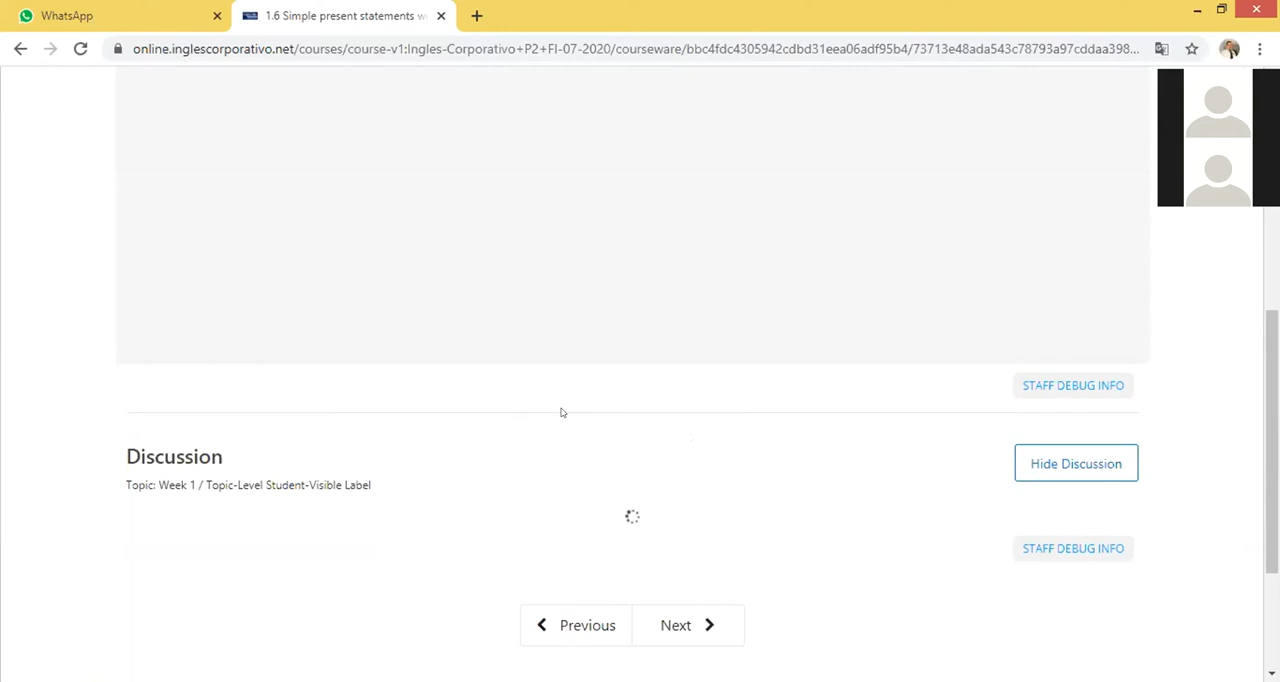 WhatsApp
1.6 Simple present statements w
online.inglescorporativo.net/courses/course-v1:Ingles-Corporativo+P2+FI-07-2020/courseware/bbc4fdc4305942cdbd31eea06adf95b4/73713e48ada543c78793a97cddaa398...
STAFF DEBUG INFO
Discussion
Hide Discussion
Topic: Week 1 / Topic-Level Student-Visible Label
STAFF DEBUG INFO
Previous
Next